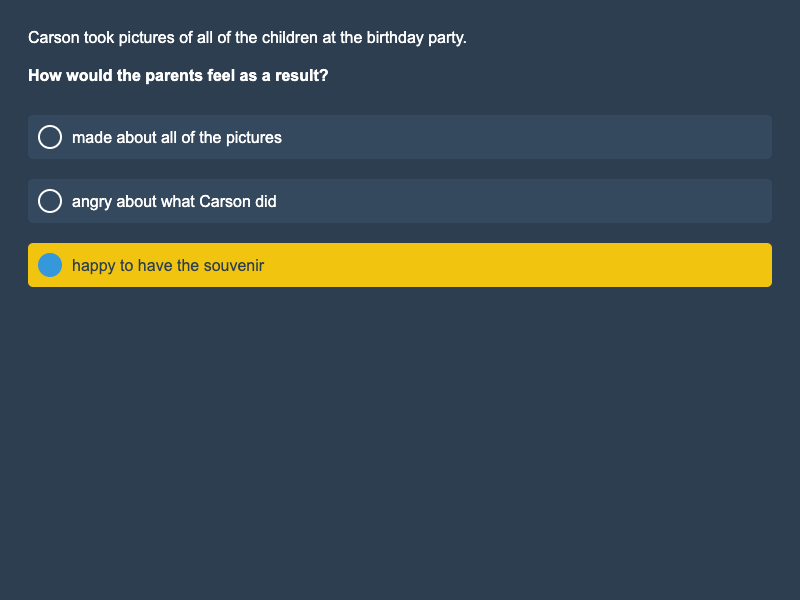 Carson took pictures of all of the children at the birthday party.
How would the parents feel as a result?
made about all of the pictures
angry about what Carson did
happy to have the souvenir